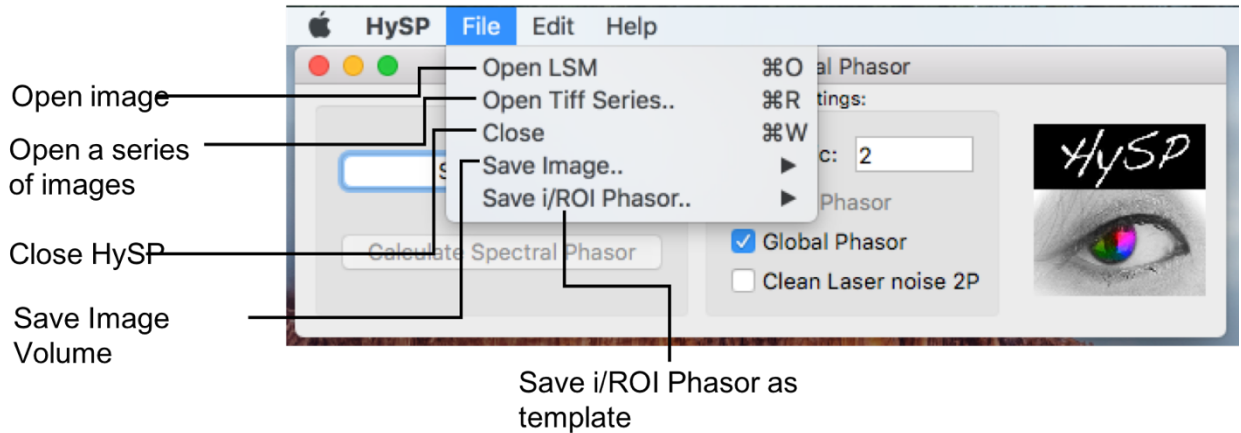 HySP File Edit Help
al Phasor
Open image
Open LSM ⌘O
tings:
Open a series
of images
Open Tiff Series.. ⌘R
Close ⌘W
c: 2
HySP
S
Save Image.. ▶
Save i/ROI Phasor.. ▶
Phasor
Close HySP
Calculate Spectral Phasor
Global Phasor
Clean Laser noise 2P
Save Image
Volume
Save i/ROI Phasor as
template